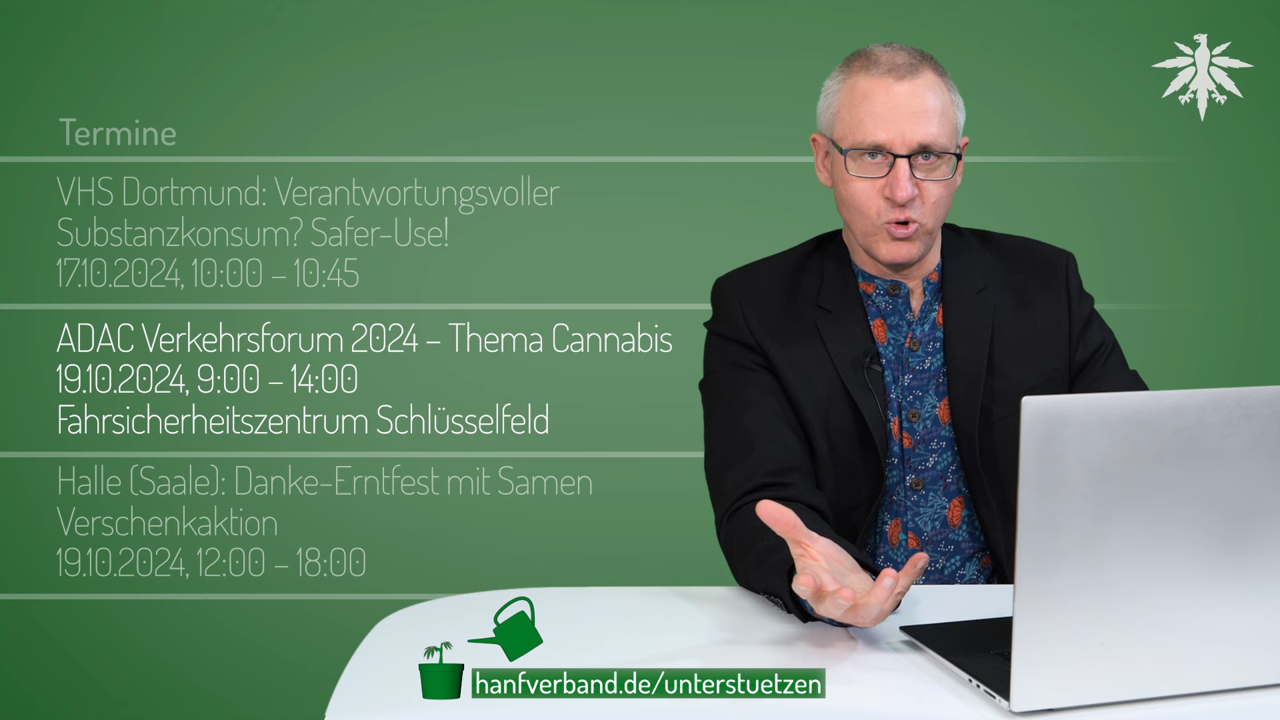 Termine
VHS Dortmund: Verantwortungsvoller
Substanzkonsum? Safer-Use!
17.10.2024, 10:00 – 10:45
ADAC Verkehrsforum 2024 – Thema Cannabis
19.10.2024, 9:00 – 14:00
Fahrsicherheitszentrum Schlüsselfeld
Halle (Saale): Danke-Erntfest mit Samen
Verschenkaktion
19.10.2024, 12:00 – 18:00
hanfverband.de/unterstuetzen